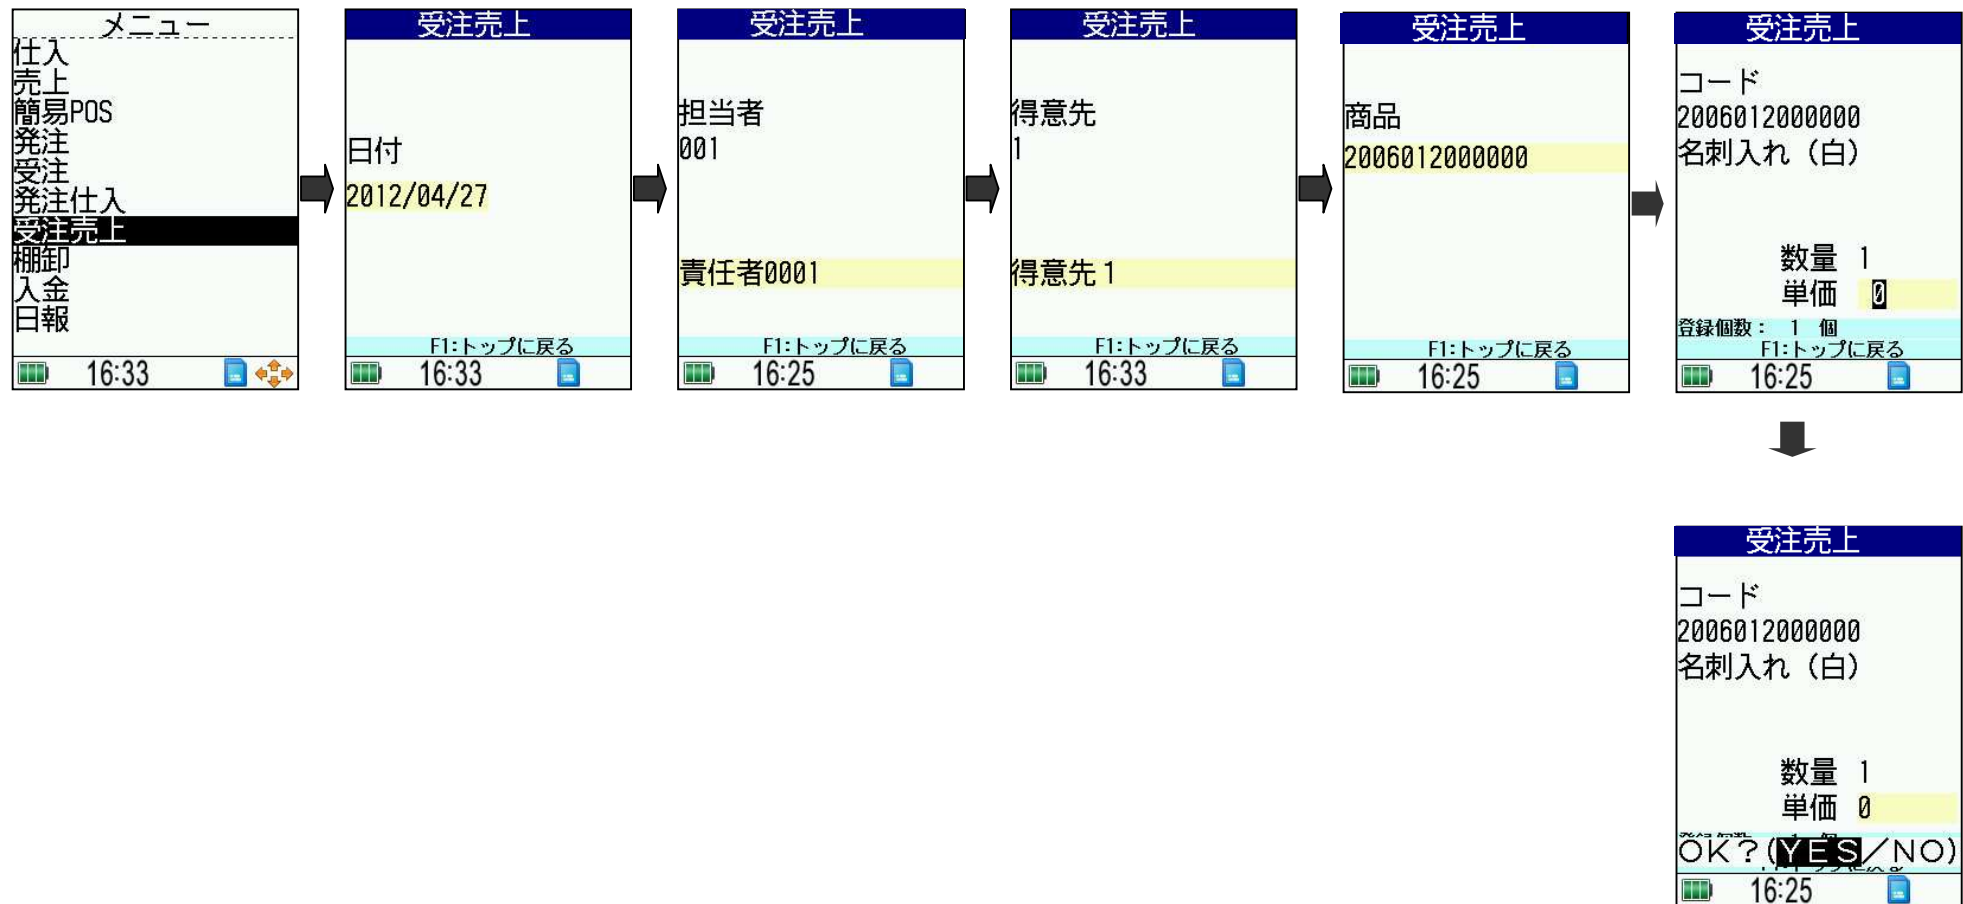 メニュー
仕入
売上
簡易POS
発注
受注
発注仕入
受注売上
棚卸
入金
日報
16:33
受注売上
日付
2012/04/27
F1:トップに戻る
16:33
受注売上
担当者
001
責任者0001
F1:トップに戻る
16:25
受注売上
得意先
1
得意先1
F1:トップに戻る
16:33
受注売上
商品
2006012000000
F1:トップに戻る
16:25
受注売上
コード
2006012000000
名刺入れ（白）
数量 1
単価 0
登録個数： 1 個
F1:トップに戻る
16:25
受注売上
コード
2006012000000
名刺入れ（白）
数量 1
単価 0
OK?(YES/NO)
16:25